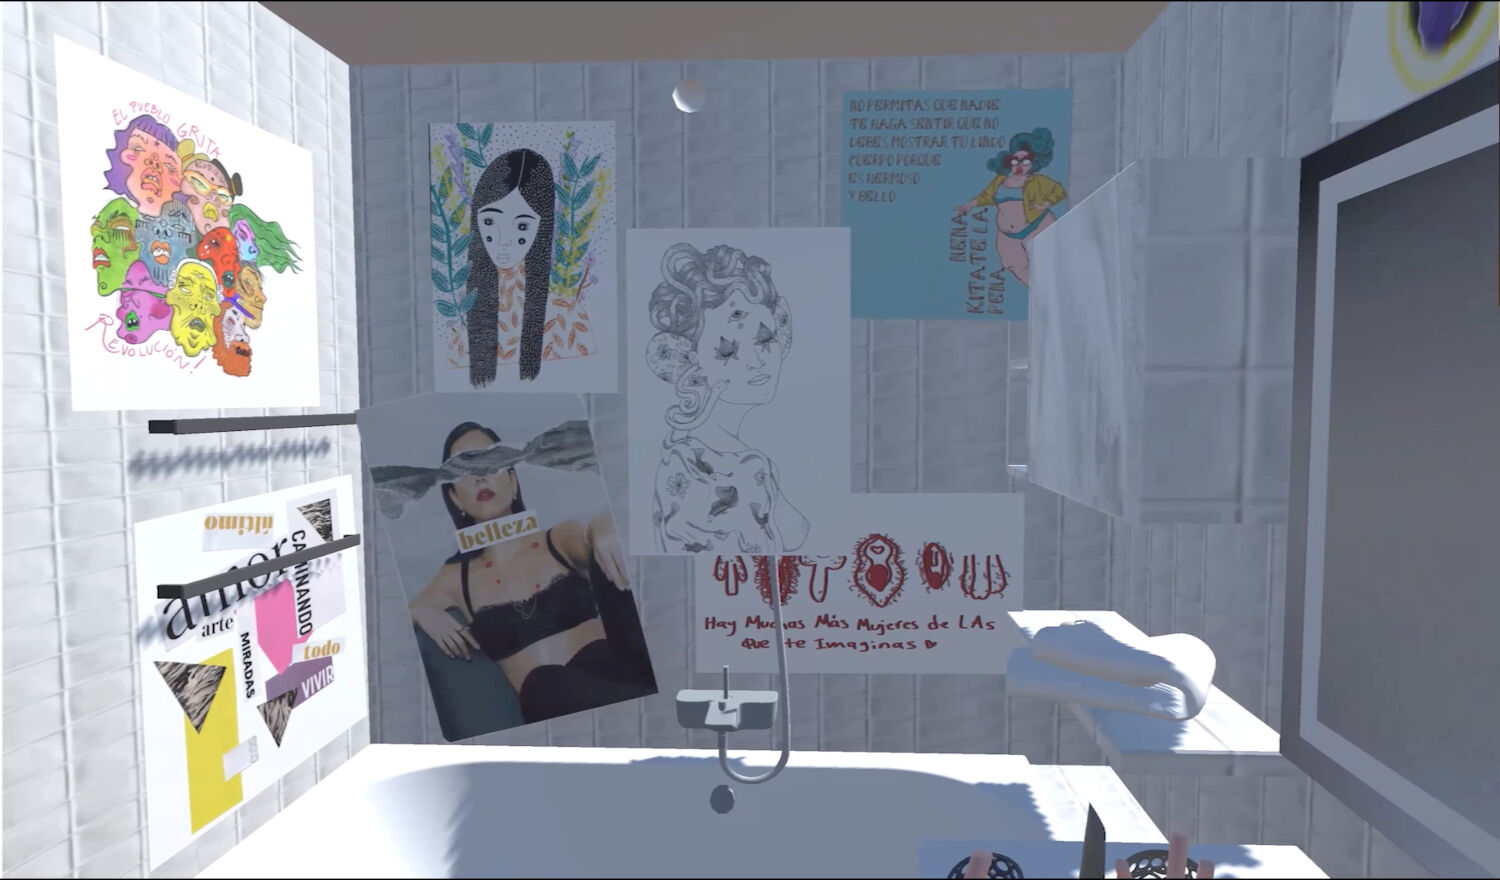 EL PUEBLO GRITA
REVOLUCIÓN!
NO PERMITAS QUE NADIE
TE HAGA SENTIR QUE NO
DEBES MOSTRAR TU LINDO
CUERPO PORQUE
ES HERMOSO
Y BELLO
NENA
KITATE LA
PENA
belleza
último
amor
CAMINANDO
arte
MIRADAS
todo
VIVIR
Hay Muchas Más Mujeres de LAs
Que te Imaginas